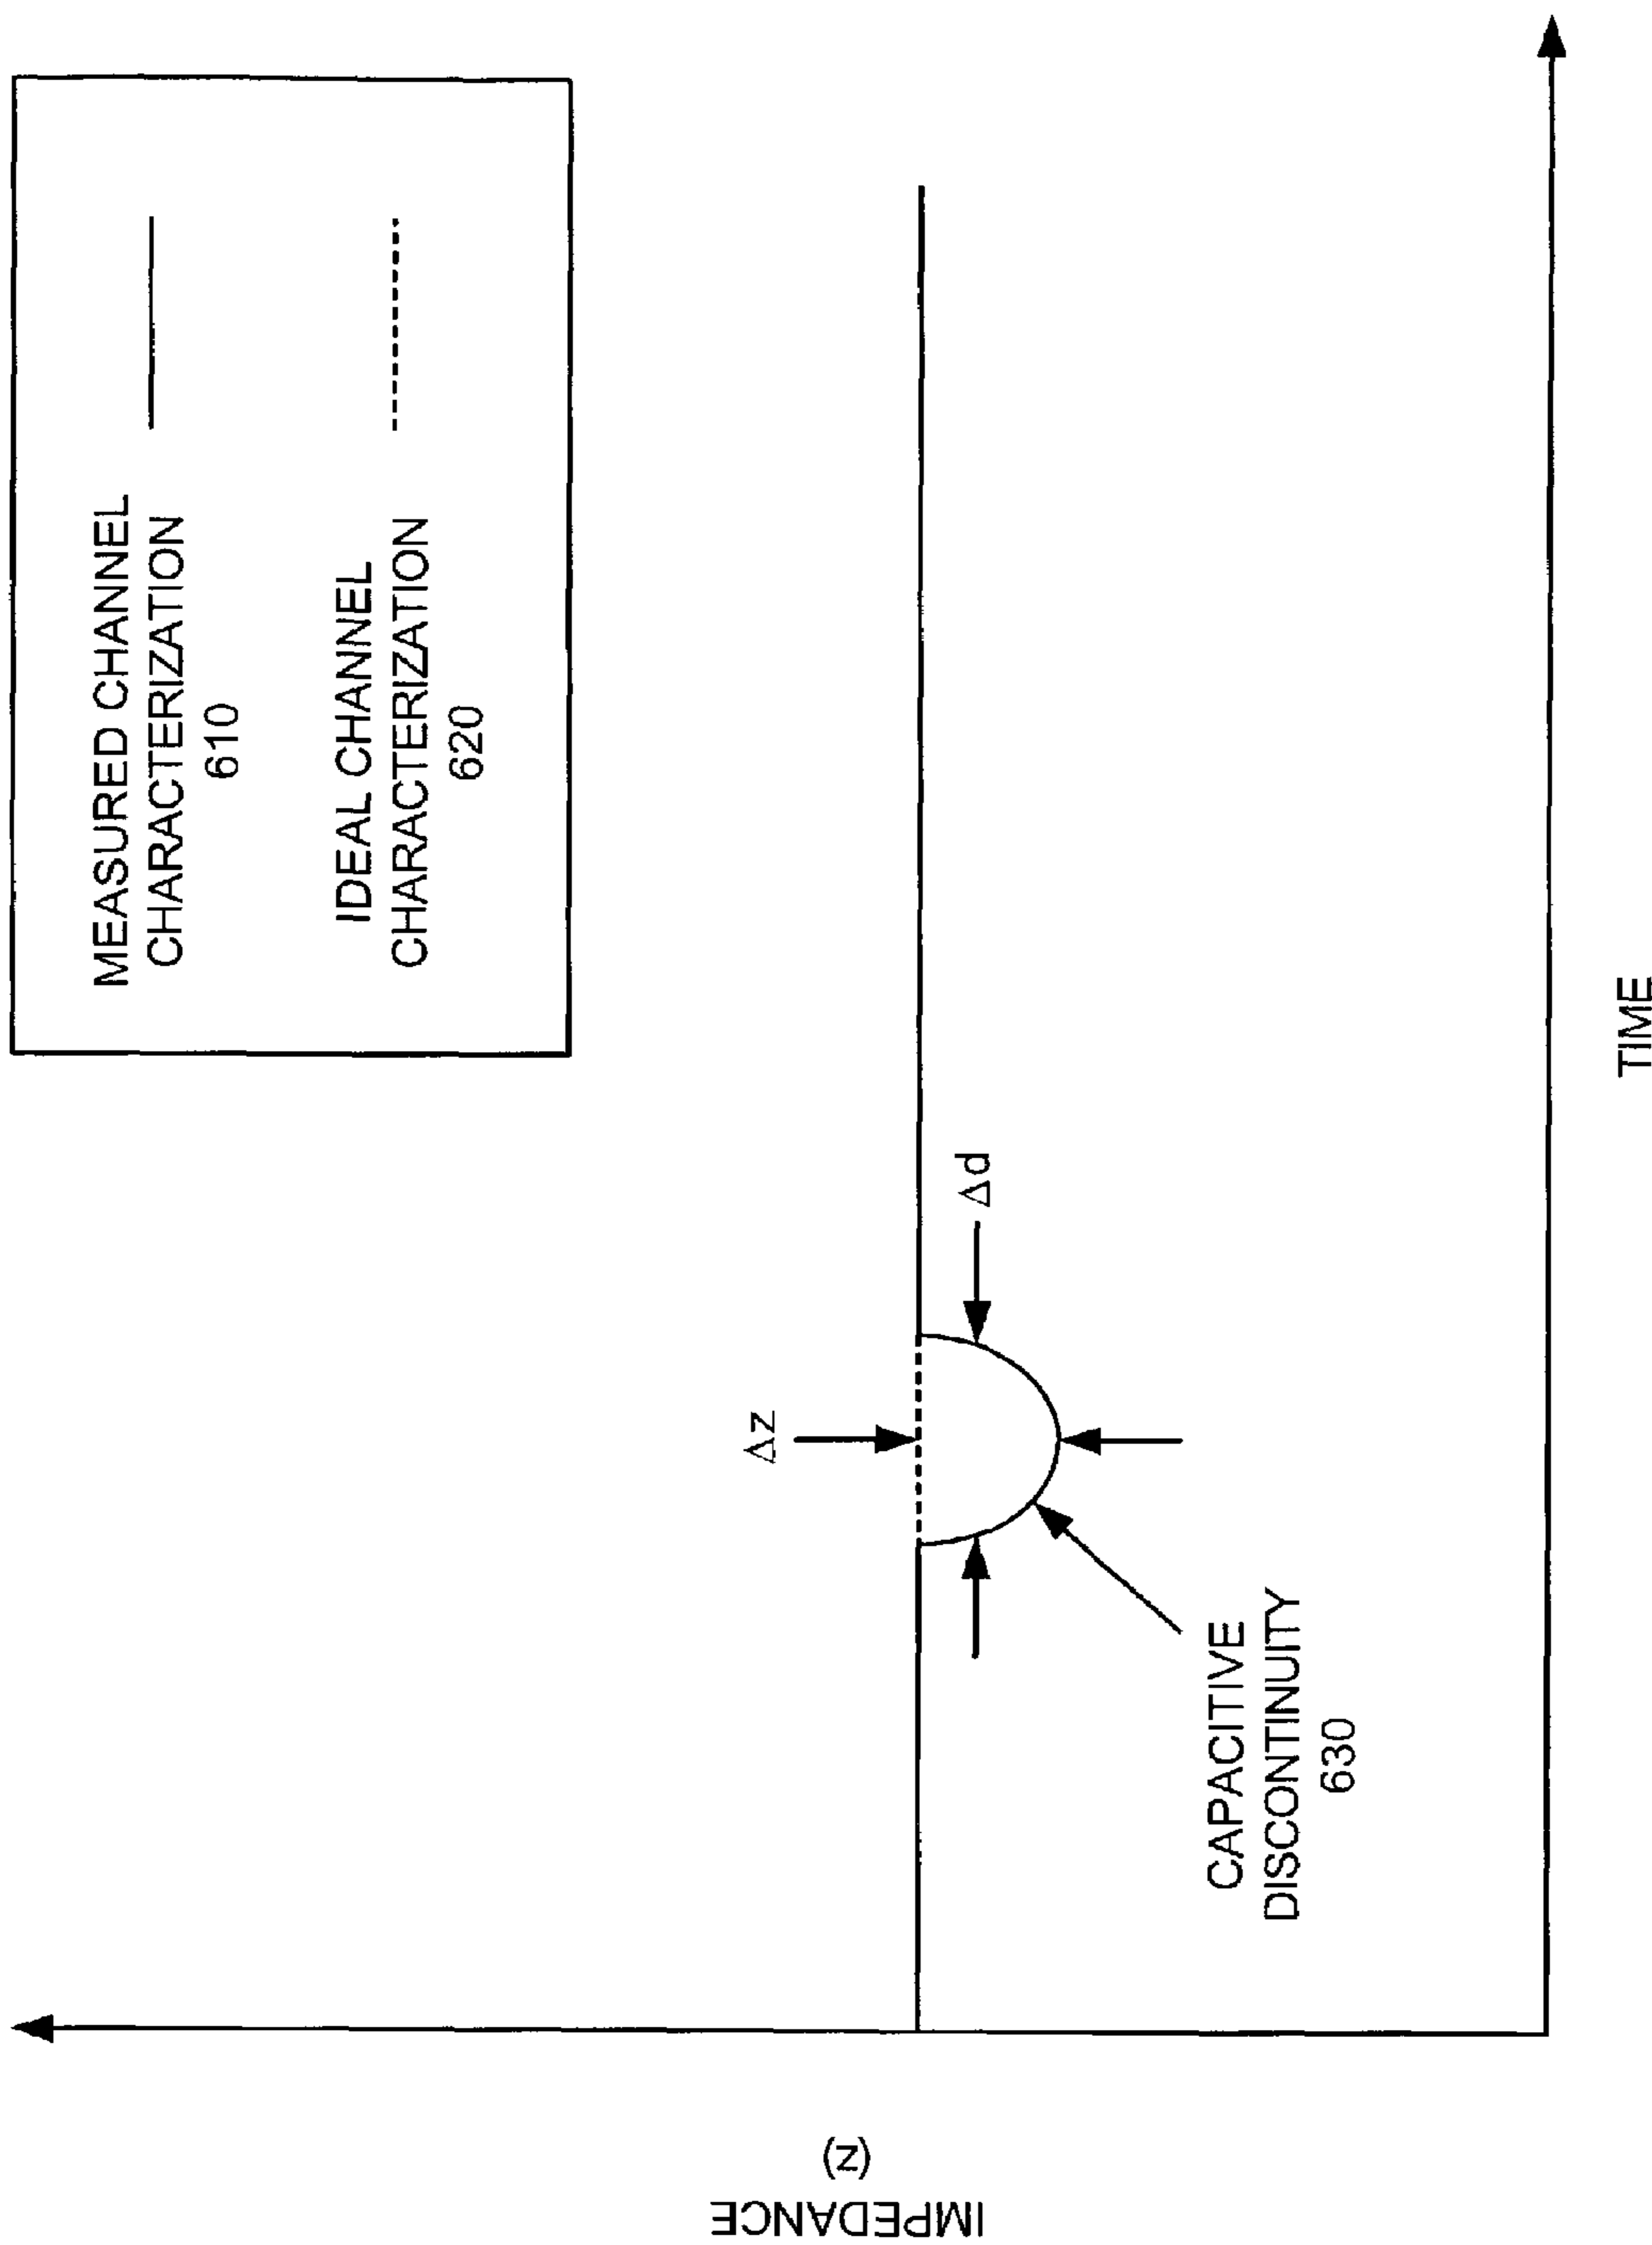 MEASURED CHANNEL
CHARACTERIZATION
610
IDEAL CHANNEL
CHARACTERIZATION
620
IMPEDANCE
(z)
Δz
Δd
CAPACITIVE
DISCONTINUITY
630
TIME